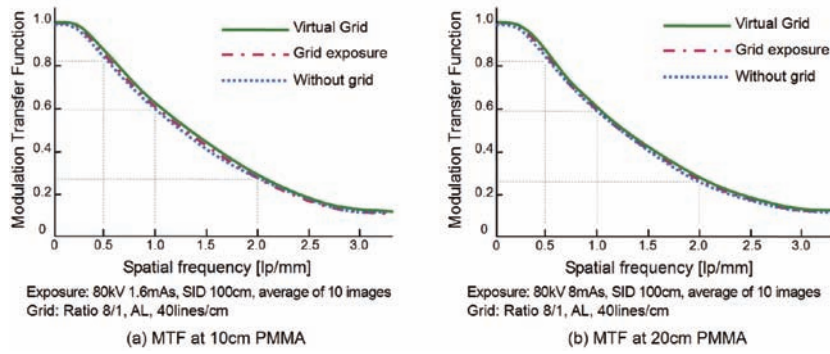 Modulation Transfer Function
1.0
0.8
0.6
0.4
0.2
0
Virtual Grid
Grid exposure
Without grid
0 0.5 1.0 1.5 2.0 2.5 3.0
Spatial frequency [lp/mm]
Exposure: 80kV 1.6mAs, SID 100cm, average of 10 images
Grid: Ratio 8/1, AL, 40lines/cm
(a) MTF at 10cm PMMA
Modulation Transfer Function
1.0
0.8
0.6
0.4
0.2
0
Virtual Grid
Grid exposure
Without grid
0 0.5 1.0 1.5 2.0 2.5 3.0
Spatial frequency [lp/mm]
Exposure: 80kV 8mAs, SID 100cm, average of 10 images
Grid: Ratio 8/1, AL, 40lines/cm
(b) MTF at 20cm PMMA